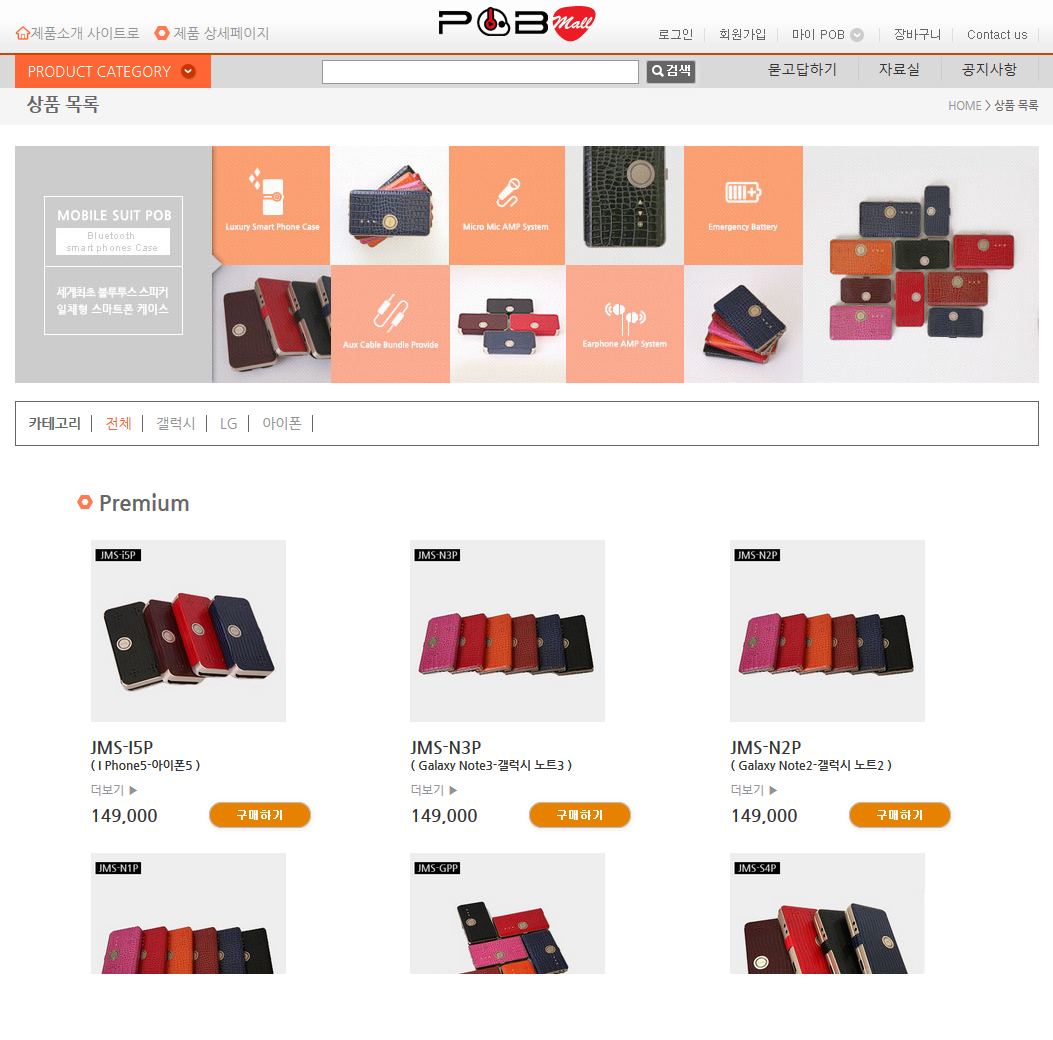 제품소개 사이트로 제품 상세페이지
POB Mall
로그인 회원가입 마이 POB 장바구니 Contact us
PRODUCT CATEGORY
검색
묻고답하기 자료실 공지사항
상품 목록
HOME > 상품 목록
MOBILE SUIT POB
Bluetooth
smart phones Case
세계최초 블루투스 스피커
일체형 스마트폰 케이스
Luxury Smart Phone Case
Micro Mic AMP System
Emergency Battery
Aux Cable Bundle Provide
Earphone AMP System
카테고리 전체 갤럭시 LG 아이폰
Premium
JMS-i5P JMS-N3P JMS-N2P
JMS-I5P JMS-N3P JMS-N2P
( I Phone5-아이폰5 ) ( Galaxy Note3-갤럭시 노트3 ) ( Galaxy Note2-갤럭시 노트2 )
더보기 ▶ 더보기 ▶ 더보기 ▶
149,000 구매하기 149,000 구매하기 149,000 구매하기
JMS-N1P JMS-GPP JMS-S4P